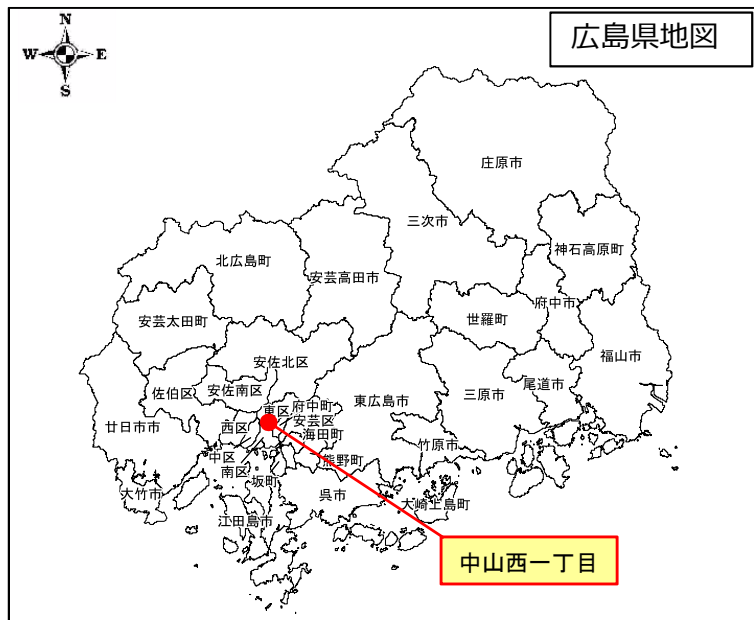 N
W E
S
広島県地図
庄原市
三次市
神石高原町
北広島町
安芸高田市
府中市
世羅町
安芸太田町
福山市
安佐北区
佐伯区
安佐南区
尾道市
三原市
東広島市
府中町
東区
安芸区
廿日市市
西区
海田町
竹原市
中区
熊野町
南区
坂町
大竹市
呉市
大崎上島町
江田島市
中山西一丁目